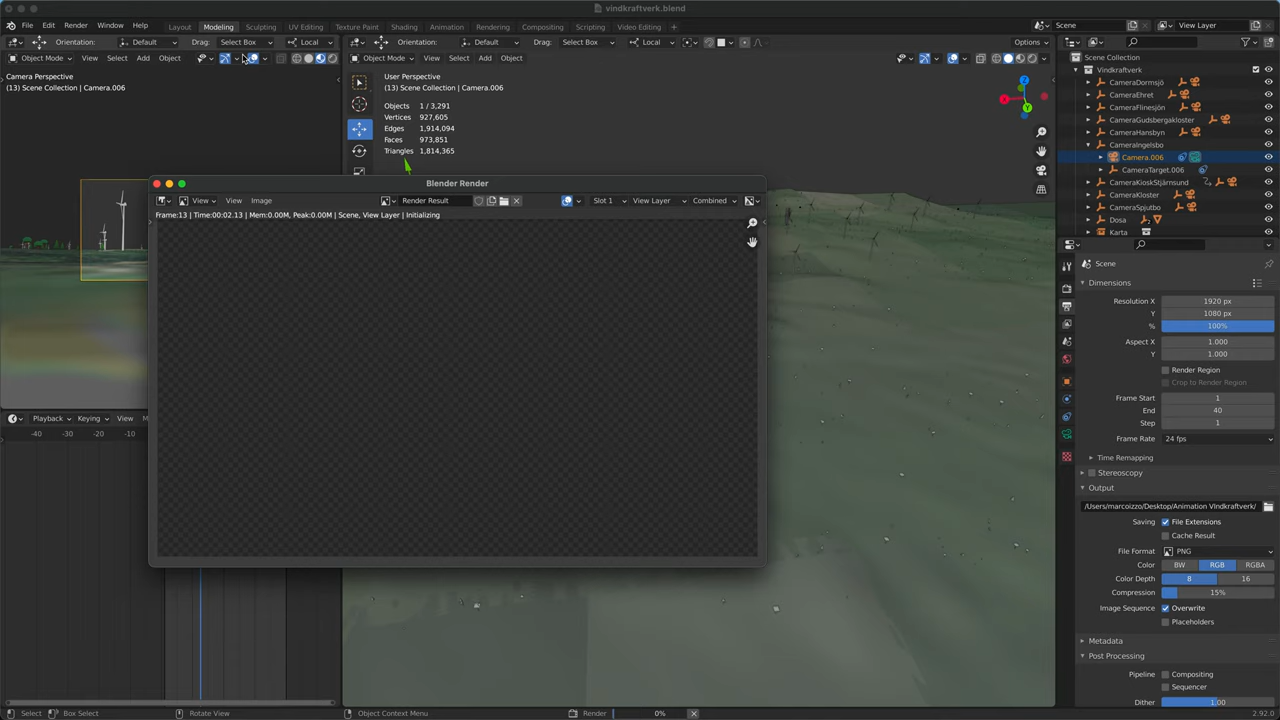 vindkraftverk.blend
File Edit Render Window Help
Layout Modeling Sculpting UV Editing Texture Paint Shading Animation Rendering Compositing Scripting Video Editing
Scene View Layer
Orientation: Default Drag: Select Box Local
Orientation: Default Drag: Select Box Local Options
Object Mode View Select Add Object
Object Mode View Select Add Object
Camera Perspective
(13) Scene Collection | Camera.006
User Perspective
(13) Scene Collection | Camera.006
Objects 1 / 3,291
Vertices 927,605
Edges 1,914,094
Faces 973,851
Triangles 1,814,365
X
Y
Z
Blender Render
View View Image Render Result Slot 1 View Layer Combined
Frame:13 | Time:00:02.13 | Mem:0.00M, Peak:0.00M | Scene, View Layer | Initializing
Playback Keying View M
-40 -30 -20 -10
Scene Collection
Vindkraftverk
CameraDormsjö
CameraEhret
CameraFlinesjön
CameraGudsbergakloster
CameraHansbyn
CameraIngelsbo
Camera.006
CameraTarget.006
CameraKioskStjärnsund
CameraKloster
CameraSpjutbo
Dosa 2
Karta
Scene
Dimensions
Resolution X 1920 px
Y 1080 px
% 100%
Aspect X 1.000
Y 1.000
Render Region
Crop to Render Region
Frame Start 1
End 40
Step 1
Frame Rate 24 fps
Time Remapping
Stereoscopy
Output
/Users/marcoizzo/Desktop/Animation VIndkraftverk/
Saving File Extensions
Cache Result
File Format PNG
Color BW RGB RGBA
Color Depth 8 16
Compression 15%
Image Sequence Overwrite
Placeholders
Metadata
Post Processing
Pipeline Compositing
Sequencer
Dither 1.00
Select Box Select Rotate View Object Context Menu Render 0% 2.92.0